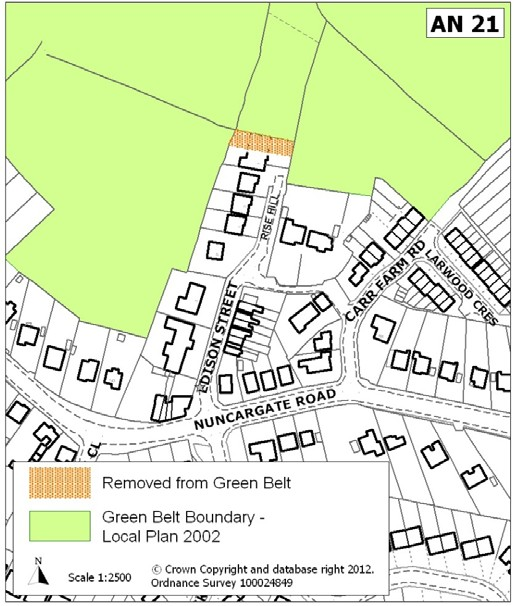 AN 21
RISE HILL
EDISON STREET
CARR FARM RD
LARWOOD CRES
NUNCARGATE ROAD
CL
Removed from Green Belt
Green Belt Boundary -
Local Plan 2002
N
Scale 1:2500
© Crown Copyright and database right 2012.
Ordnance Survey 100024849